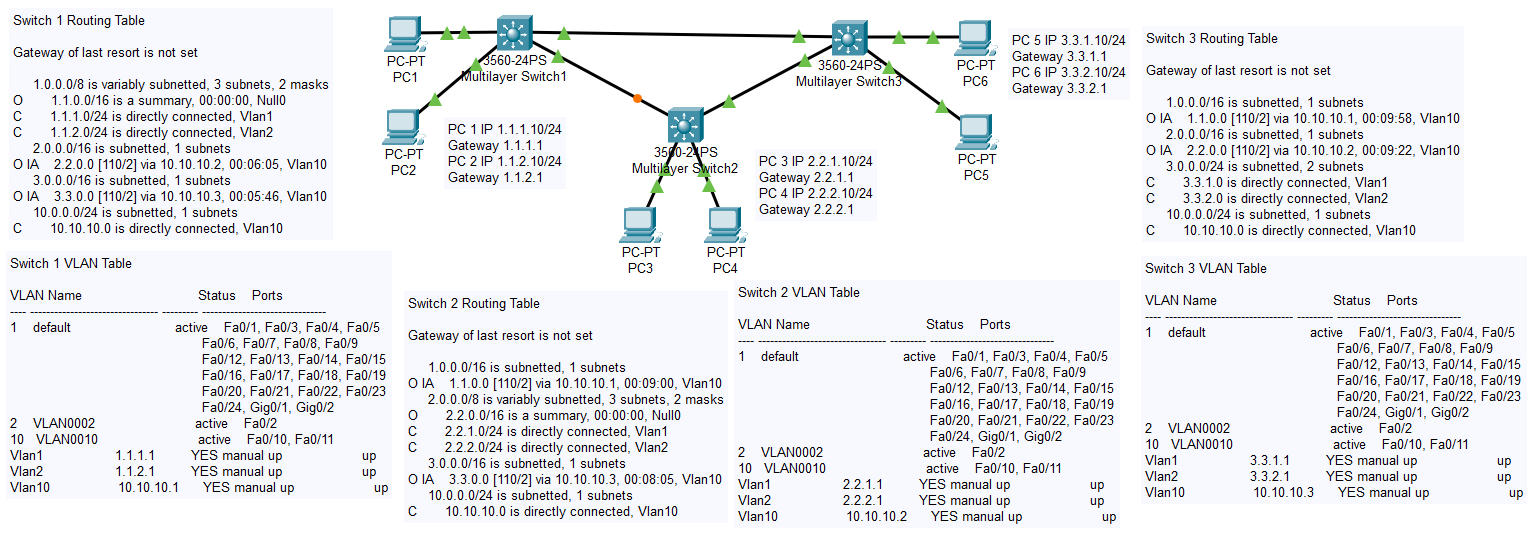 Switch 1 Routing Table
Gateway of last resort is not set
1.0.0.0/8 is variably subnetted, 3 subnets, 2 masks
O 1.1.0.0/16 is a summary, 00:00:00, Null0
C 1.1.1.0/24 is directly connected, Vlan1
C 1.1.2.0/24 is directly connected, Vlan2
2.0.0.0/16 is subnetted, 1 subnets
O IA 2.2.0.0 [110/2] via 10.10.10.2, 00:06:05, Vlan10
3.0.0.0/16 is subnetted, 1 subnets
O IA 3.3.0.0 [110/2] via 10.10.10.3, 00:05:46, Vlan10
10.0.0.0/24 is subnetted, 1 subnets
C 10.10.10.0 is directly connected, Vlan10
PC-PT
PC1
3560-24PS
Multilayer Switch1
PC-PT
PC2
PC 1 IP 1.1.1.10/24
Gateway 1.1.1.1
PC 2 IP 1.1.2.10/24
Gateway 1.1.2.1
3560-24PS
Multilayer Switch2
PC 3 IP 2.2.1.10/24
Gateway 2.2.1.1
PC 4 IP 2.2.2.10/24
Gateway 2.2.2.1
PC-PT
PC3
PC-PT
PC4
3560-24PS
Multilayer Switch3
PC-PT
PC6
PC-PT
PC5
PC 5 IP 3.3.1.10/24
Gateway 3.3.1.1
PC 6 IP 3.3.2.10/24
Gateway 3.3.2.1
Switch 3 Routing Table
Gateway of last resort is not set
1.0.0.0/16 is subnetted, 1 subnets
O IA 1.1.0.0 [110/2] via 10.10.10.1, 00:09:58, Vlan10
2.0.0.0/16 is subnetted, 1 subnets
O IA 2.2.0.0 [110/2] via 10.10.10.2, 00:09:22, Vlan10
3.0.0.0/24 is subnetted, 2 subnets
C 3.3.1.0 is directly connected, Vlan1
C 3.3.2.0 is directly connected, Vlan2
10.0.0.0/24 is subnetted, 1 subnets
C 10.10.10.0 is directly connected, Vlan10
Switch 1 VLAN Table
VLAN Name Status Ports
---- -------------------------------- --------- -------------------------------
1 default active Fa0/1, Fa0/3, Fa0/4, Fa0/5
Fa0/6, Fa0/7, Fa0/8, Fa0/9
Fa0/12, Fa0/13, Fa0/14, Fa0/15
Fa0/16, Fa0/17, Fa0/18, Fa0/19
Fa0/20, Fa0/21, Fa0/22, Fa0/23
Fa0/24, Gig0/1, Gig0/2
2 VLAN0002 active Fa0/2
10 VLAN0010 active Fa0/10, Fa0/11
Vlan1 1.1.1.1 YES manual up up
Vlan2 1.1.2.1 YES manual up up
Vlan10 10.10.10.1 YES manual up up
Switch 2 Routing Table
Gateway of last resort is not set
1.0.0.0/16 is subnetted, 1 subnets
O IA 1.1.0.0 [110/2] via 10.10.10.1, 00:09:00, Vlan10
2.0.0.0/8 is variably subnetted, 3 subnets, 2 masks
O 2.2.0.0/16 is a summary, 00:00:00, Null0
C 2.2.1.0/24 is directly connected, Vlan1
C 2.2.2.0/24 is directly connected, Vlan2
3.0.0.0/16 is subnetted, 1 subnets
O IA 3.3.0.0 [110/2] via 10.10.10.3, 00:08:05, Vlan10
10.0.0.0/24 is subnetted, 1 subnets
C 10.10.10.0 is directly connected, Vlan10
Switch 2 VLAN Table
VLAN Name Status Ports
---- -------------------------------- --------- -------------------------------
1 default active Fa0/1, Fa0/3, Fa0/4, Fa0/5
Fa0/6, Fa0/7, Fa0/8, Fa0/9
Fa0/12, Fa0/13, Fa0/14, Fa0/15
Fa0/16, Fa0/17, Fa0/18, Fa0/19
Fa0/20, Fa0/21, Fa0/22, Fa0/23
Fa0/24, Gig0/1, Gig0/2
2 VLAN0002 active Fa0/2
10 VLAN0010 active Fa0/10, Fa0/11
Vlan1 2.2.1.1 YES manual up up
Vlan2 2.2.2.1 YES manual up up
Vlan10 10.10.10.2 YES manual up up
Switch 3 VLAN Table
VLAN Name Status Ports
---- -------------------------------- --------- -------------------------------
1 default active Fa0/1, Fa0/3, Fa0/4, Fa0/5
Fa0/6, Fa0/7, Fa0/8, Fa0/9
Fa0/12, Fa0/13, Fa0/14, Fa0/15
Fa0/16, Fa0/17, Fa0/18, Fa0/19
Fa0/20, Fa0/21, Fa0/22, Fa0/23
Fa0/24, Gig0/1, Gig0/2
2 VLAN0002 active Fa0/2
10 VLAN0010 active Fa0/10, Fa0/11
Vlan1 3.3.1.1 YES manual up up
Vlan2 3.3.2.1 YES manual up up
Vlan10 10.10.10.3 YES manual up up